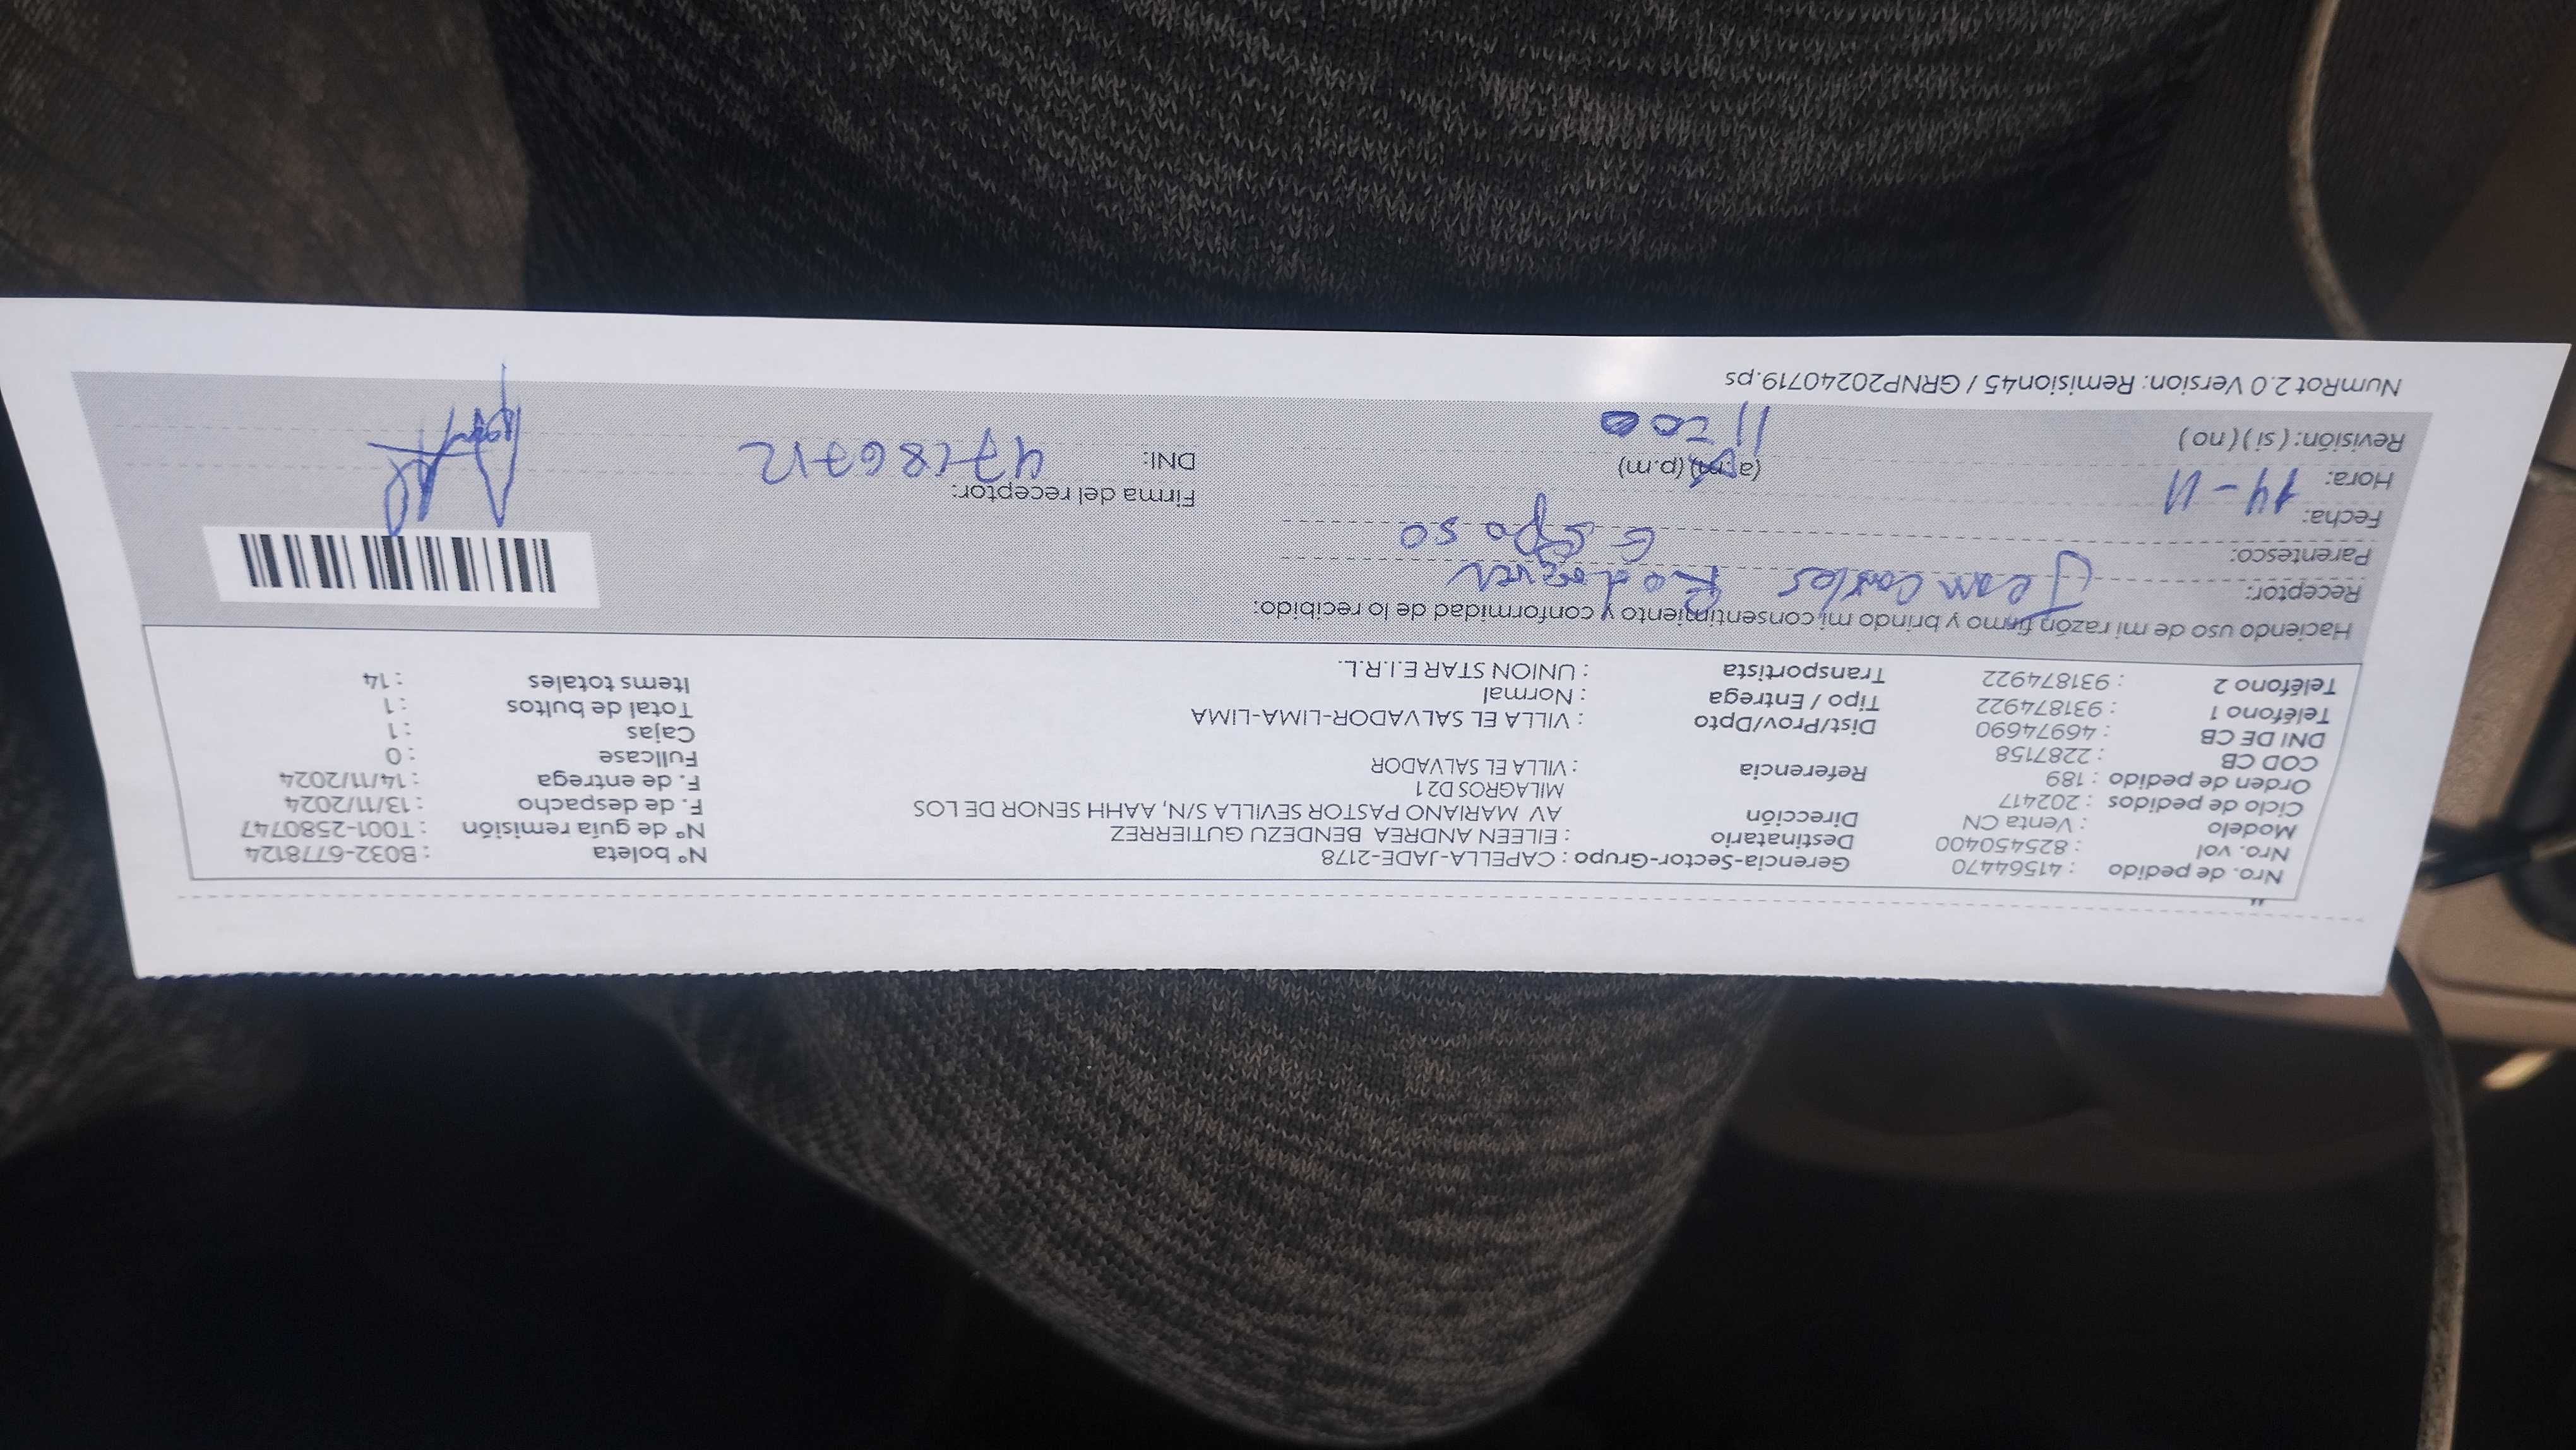 Nro. de pedido : 41564470 Gerencia-Sector-Grupo : CAPELLA-JADE-2178 N° boleta : B032-6778124
Nro. vol : 82545040​0 Destinatario : EILEEN ANDREA BENDEZU GUTIERREZ N° de guía remisión : T001-2580747
Modelo : Venta CN Dirección AV MARIANO PASTOR SEVILLA S/N, AAHH SENOR DE LOS F. de despacho : 13/11/2024
Ciclo de pedidos : 202417 MILAGROS D21 F. de entrega : 14/11/2024
Orden de pedido : 189 Referencia : VILLA EL SALVADOR Fullcase : 0
COD CB : 2287158 Cajas : 1
DNI DE CB : 46974690 Dist/Prov/Dpto : VILLA EL SALVADOR-LIMA-LIMA Total de bultos : 1
Teléfono 1 : 931874922 Tipo / Entrega : Normal Items totales : 14
Teléfono 2 : 931874922 Transportista : UNION STAR E.I.R.L.
Haciendo uso de mi razón firmo y brindo mi consentimiento y conformidad de lo recibido:
Receptor: Jean Carlos Rodriguez
Parentesco: Esposo
Fecha: 14-11 Firma del receptor:
Hora: (a.m) (p.m) DNI:
11:00
Revisión: ( si ) ( no )
NumRot 2.0 Version: Remision45 / GRNP20240719.ps